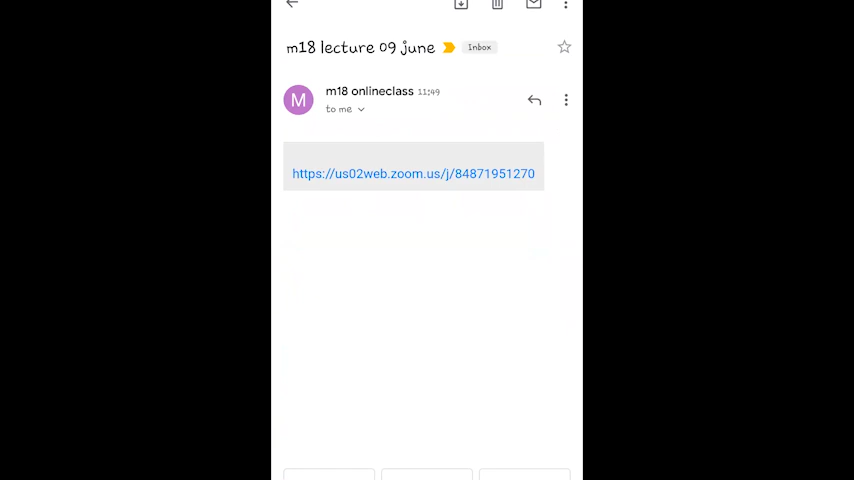 m18 lecture 09 june Inbox
M
m18 onlineclass 11:49
to me
https://us02web.zoom.us/j/84871951270